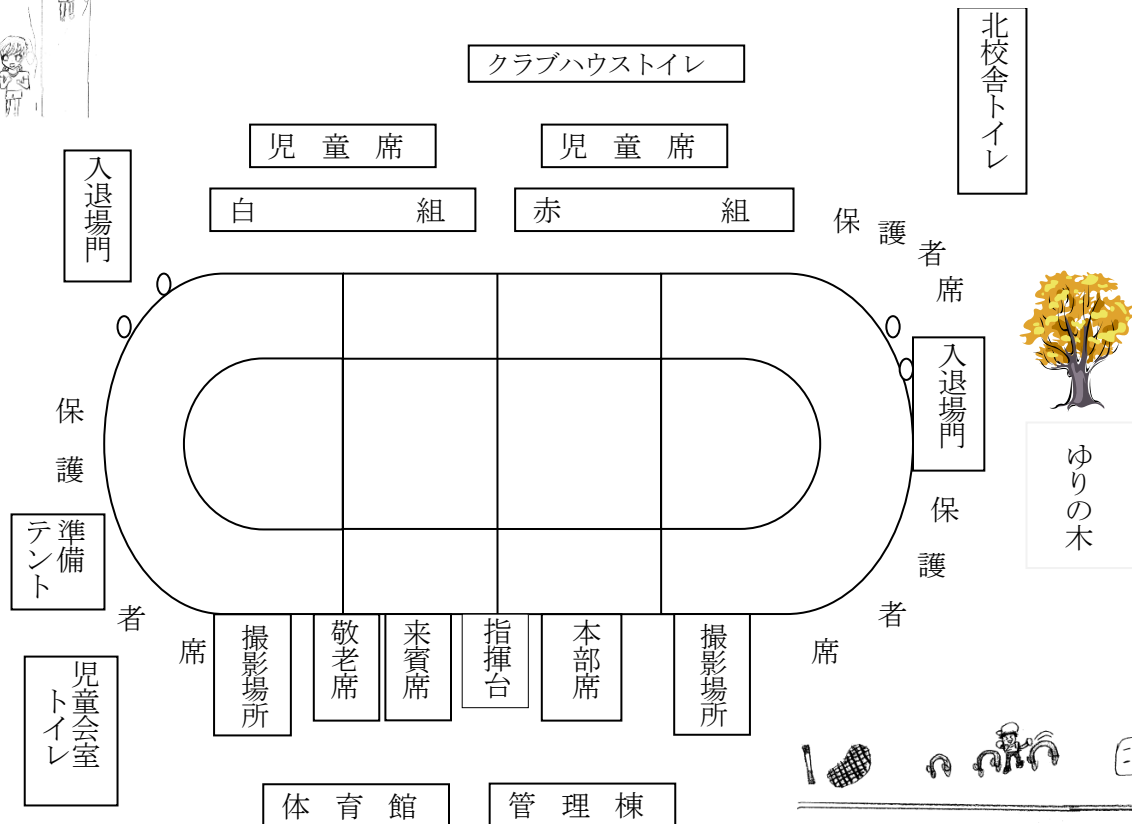 クラブハウストイレ
北校舎トイレ
児童席
児童席
入退場門
白組
赤組
保護者席
入退場門
ゆりの木
保護者席
準備
テント
保護者席
撮影場所
敬老席
来賓席
指揮台
本部席
撮影場所
児童会室
トイレ
体育館
管理棟